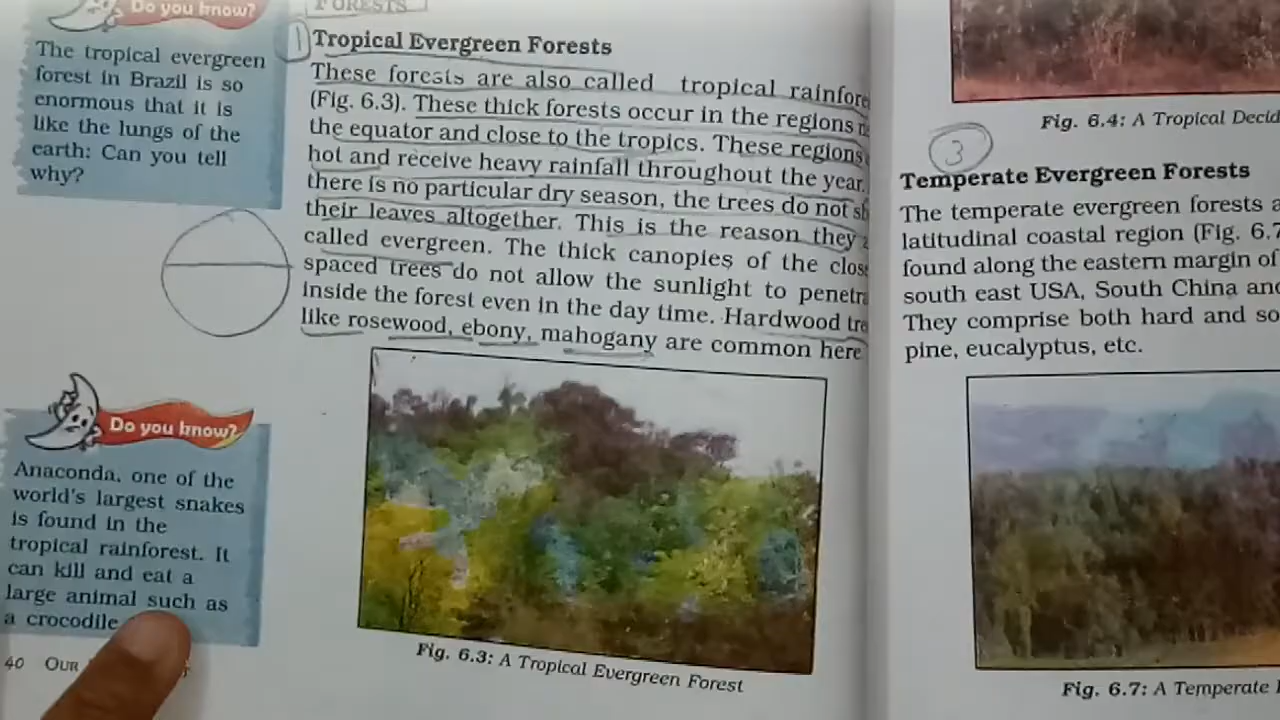 Do you know?
The tropical evergreen
forest in Brazil is so
enormous that it is
like the lungs of the
earth: Can you tell
why?
Do you know?
Anaconda, one of the
world's largest snakes
is found in the
tropical rainforest. It
can kill and eat a
large animal such as
a crocodile
40 OUR
FORESTS
1
Tropical Evergreen Forests
These forests are also called tropical rainfore
(Fig. 6.3). These thick forests occur in the regions
the equator and close to the tropics. These regions
hot and receive heavy rainfall throughout the year.
there is no particular dry season, the trees do not sh
their leaves altogether. This is the reason they a
called evergreen. The thick canopies of the clos
spaced trees do not allow the sunlight to penetra
inside the forest even in the day time. Hardwood tre
like rosewood, ebony, mahogany are common here
Fig. 6.3: A Tropical Evergreen Forest
Fig. 6.4: A Tropical Decid
3
Temperate Evergreen Forests
The temperate evergreen forests a
latitudinal coastal region (Fig. 6.7
found along the eastern margin of
south east USA, South China and
They comprise both hard and so
pine, eucalyptus, etc.
Fig. 6.7: A Temperate